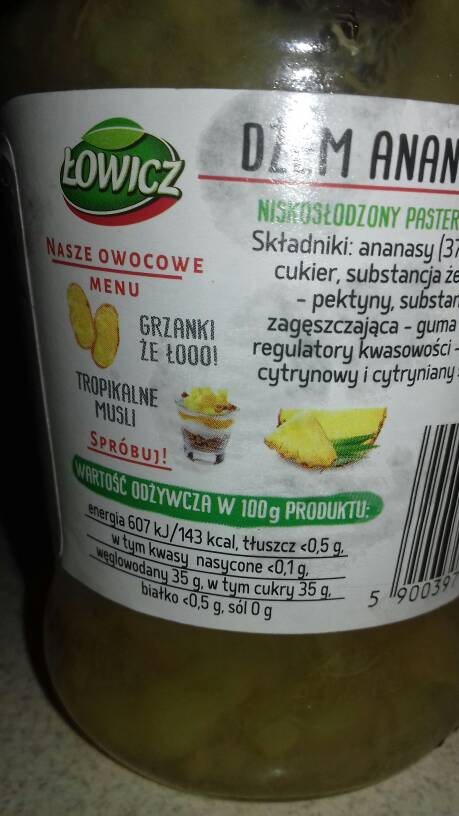 ŁOWICZ
DŻEM ANAN
NISKOSŁODZONY PASTER
Składniki: ananasy (37
cukier, substancja że
- pektyny, substan
zagęszczająca - guma
regulatory kwasowości -
cytrynowy i cytryniany
NASZE OWOCOWE
MENU
GRZANKI
ŻE ŁOOO!
TROPIKALNE
MUSLI
SPRÓBUJ!
WARTOŚĆ ODŻYWCZA W 100g PRODUKTU:
energia 607 kJ/143 kcal, tłuszcz <0,5 g,
w tym kwasy nasycone <0,1 g,
węglowodany 35 g, w tym cukry 35 g,
białko <0,5 g, sól 0 g
5 900397